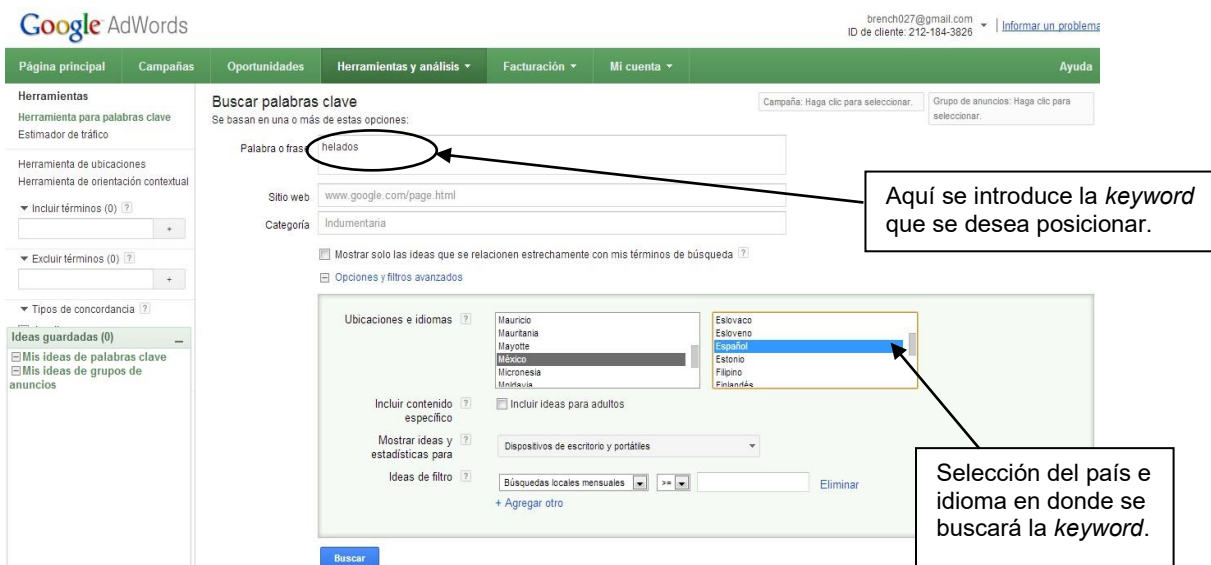 Google AdWords
brench027@gmail.com
ID de cliente: 212-184-3826
Informar un problema
Página principal Campañas Oportunidades Herramientas y análisis Facturación Mi cuenta Ayuda
Herramientas
Herramienta para palabras clave
Estimador de tráfico
Herramienta de ubicaciones
Herramienta de orientación contextual
Incluir términos (0) ?
+
Excluir términos (0) ?
+
Tipos de concordancia ?
Ideas guardadas (0)
Mis ideas de palabras clave
Mis ideas de grupos de
anuncios
Buscar palabras clave
Se basan en una o más de estas opciones:
Campaña: Haga clic para seleccionar.
Grupo de anuncios: Haga clic para
seleccionar.
Palabra o frase helados
Sitio web www.google.com/page.html
Categoría Indumentaria
Mostrar solo las ideas que se relacionen estrechamente con mis términos de búsqueda ?
Opciones y filtros avanzados
Ubicaciones e idiomas ?
Mauricio
Mauritania
Mayotte
México
Micronesia
Moldavia
Eslovaco
Esloveno
Español
Estonio
Filipino
Finlandés
Incluir contenido ? Incluir ideas para adultos
específico
Mostrar ideas y ? Dispositivos de escritorio y portátiles
estadísticas para
Ideas de filtro ? Búsquedas locales mensuales >= Eliminar
+ Agregar otro
Buscar
Aquí se introduce la keyword
que se desea posicionar.
Selección del país e
idioma en donde se
buscará la keyword.